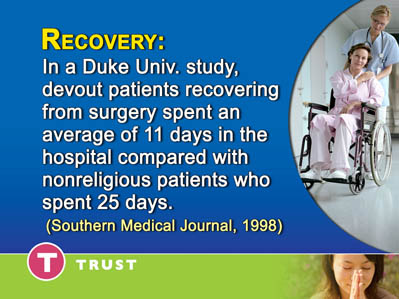 RECOVERY:
In a Duke Univ. study,
devout patients recovering
from surgery spent an
average of 11 days in the
hospital compared with
nonreligious patients who
spent 25 days.
(Southern Medical Journal, 1998)
T TRUST